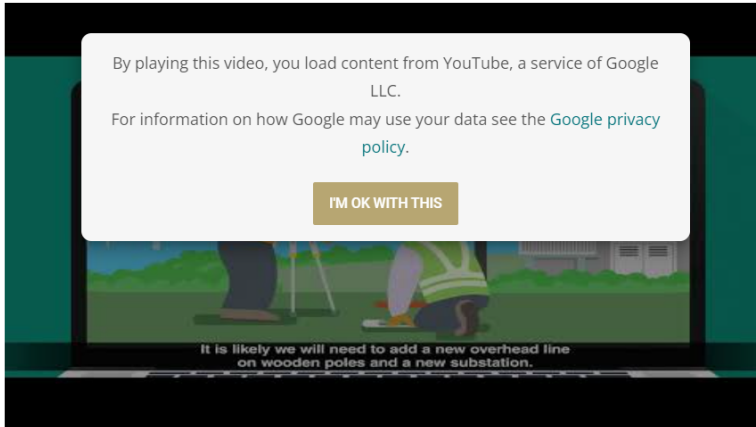 By playing this video, you load content from YouTube, a service of Google
LLC.
For information on how Google may use your data see the Google privacy
policy.
I'M OK WITH THIS
It is likely we will need to add a new overhead line
on wooden poles and a new substation.